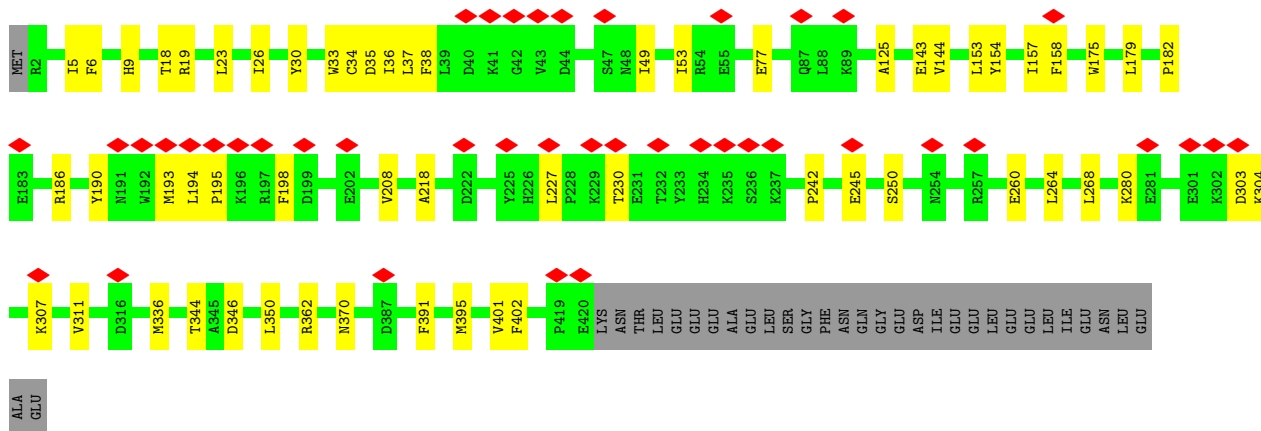 MET R2 I5 F6 H9 T18 R19 L23 I26 Y30 W33 C34 D35 I36 L37 F38 L39 D40 K41 G42 V43 D44 S47 N48 I49 I53 R54 E55 E77 Q87 L88 K89 A125 E143 V144 L153 Y154 I157 F158 W175 L179 P182
E183 R186 Y190 N191 W192 M193 L194 P195 K196 R197 F198 D199 E202 V208 A218 D222 Y225 H226 L227 P228 K229 T230 E231 T232 Y233 H234 K235 S236 K237 P242 E245 S250 N254 R257 E260 L264 L268 K280 E281 E301 K302 D303 K304
K307 V311 D316 M336 T344 A345 D346 L350 R362 N370 D387 F391 M395 V401 F402 P419 E420 LYS ASN THR LEU GLU GLU GLU ALA GLU LEU SER GLY PHE ASN GLN GLY GLU ASP ILE GLU GLU LEU GLU GLU LEU ILE GLU ASN LEU GLU
ALA GLU